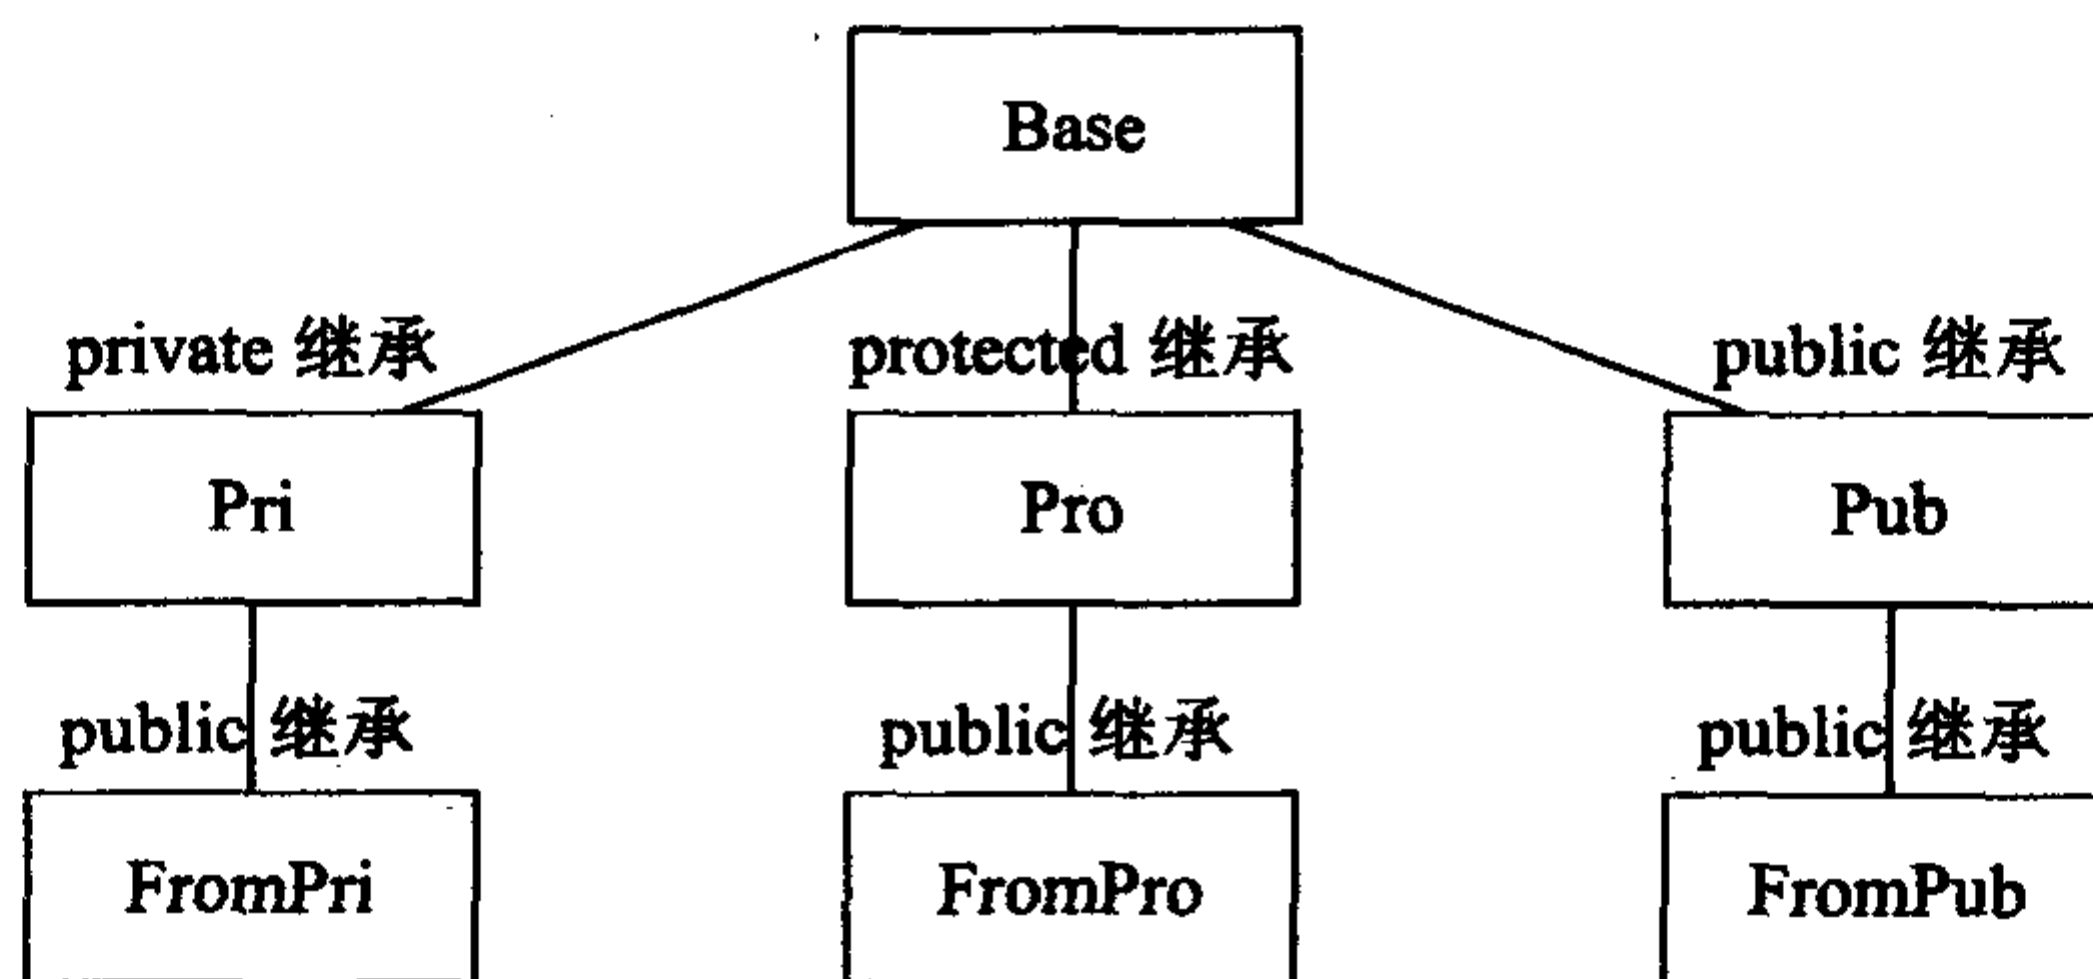 Base
private 继承
protected 继承
public 继承
Pri
Pro
Pub
public 继承
public 继承
public 继承
FromPri
FromPro
FromPub